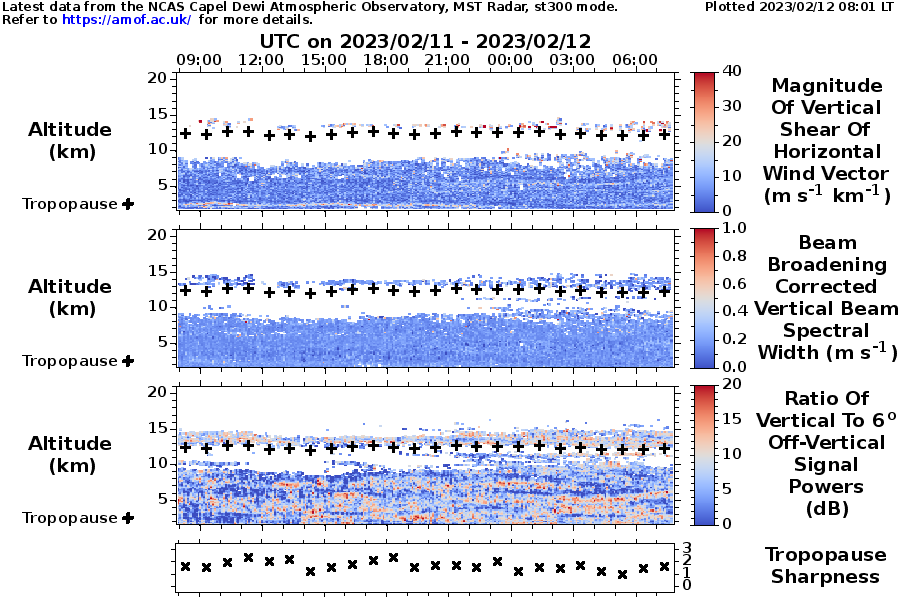 Latest data from the NCAS Capel Dewi Atmospheric Observatory, MST Radar, st300 mode.
Plotted 2023/02/12 08:01 LT
Refer to https://amof.ac.uk/ for more details.
UTC on 2023/02/11 - 2023/02/12
09:00 12:00 15:00 18:00 21:00 00:00 03:00 06:00
20
15
10
5
Altitude
(km)
Tropopause
40
30
20
10
0
Magnitude
Of Vertical
Shear Of
Horizontal
Wind Vector
(m s-1 km-1)
20
15
10
5
Altitude
(km)
Tropopause
1.0
0.8
0.6
0.4
0.2
0.0
Beam
Broadening
Corrected
Vertical Beam
Spectral
Width (m s-1)
20
15
10
5
Altitude
(km)
Tropopause
20
15
10
5
0
Ratio Of
Vertical To 6o
Off-Vertical
Signal
Powers
(dB)
3
2
1
0
Tropopause
Sharpness